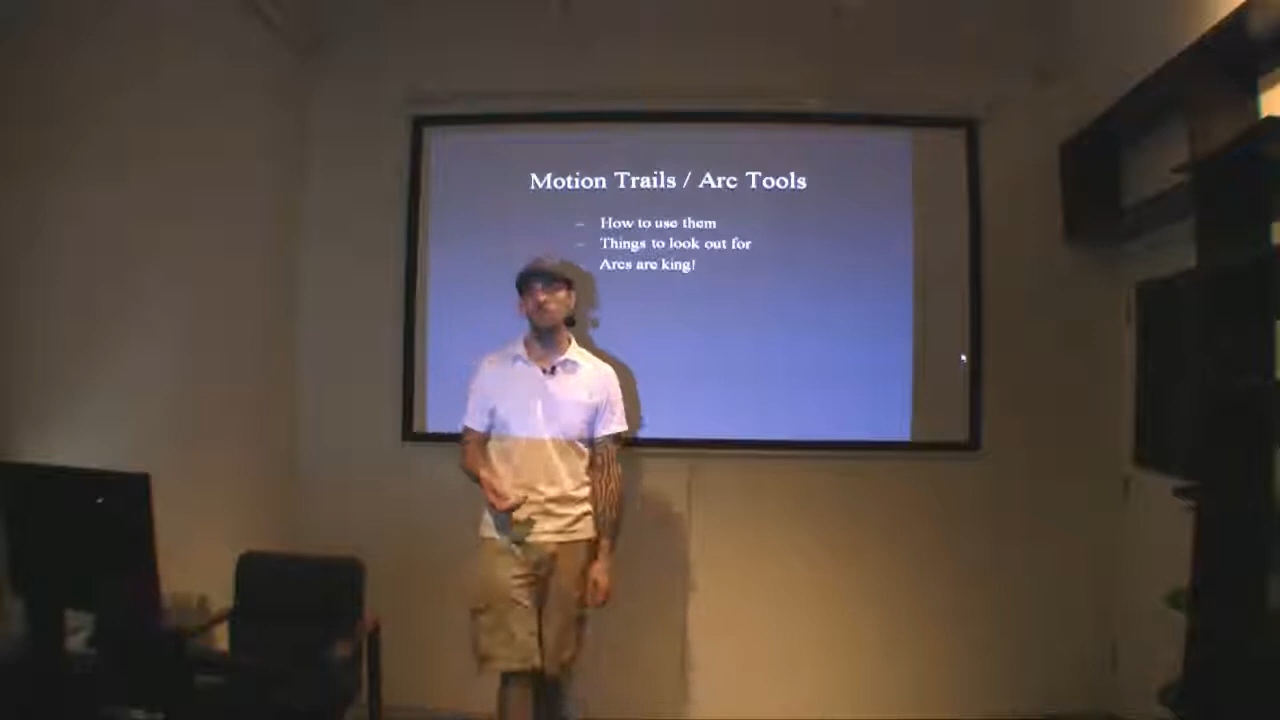 Motion Trails / Arc Tools
– How to use them
– Things to look out for
Arcs are king!